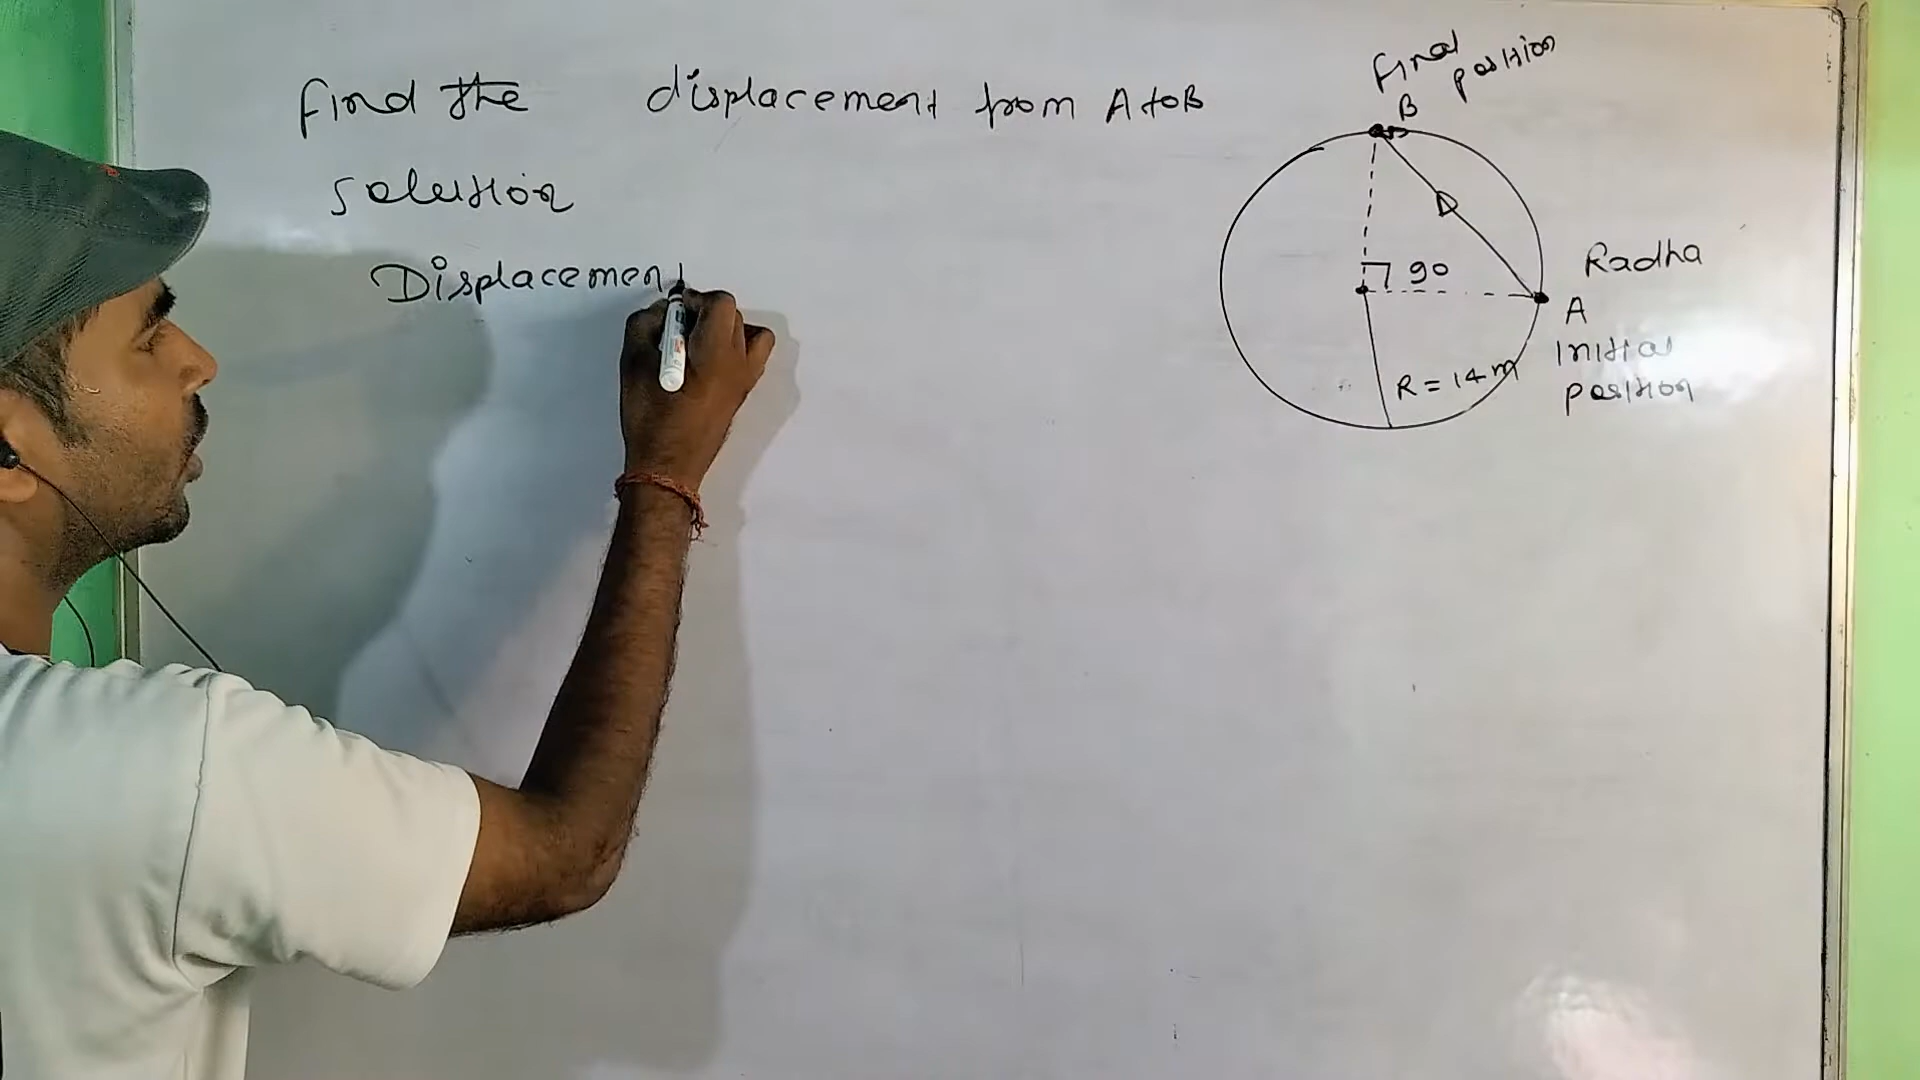 Find the displacement from A to B
Solution
Displacement
Final
position
B
90
Radha
A
Initial
position
R = 14 m